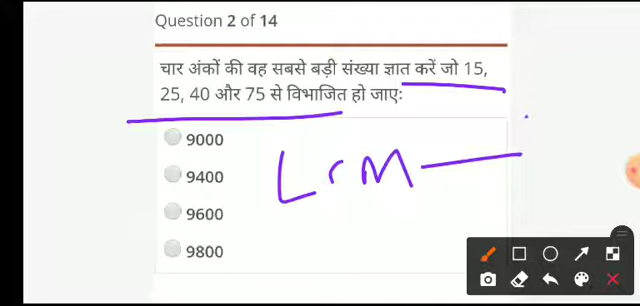 Question 2 of 14
चार अंकों की वह सबसे बड़ी संख्या ज्ञात करें जो 15,
25, 40 और 75 से विभाजित हो जाएः
9000
9400
9600
9800
LCM